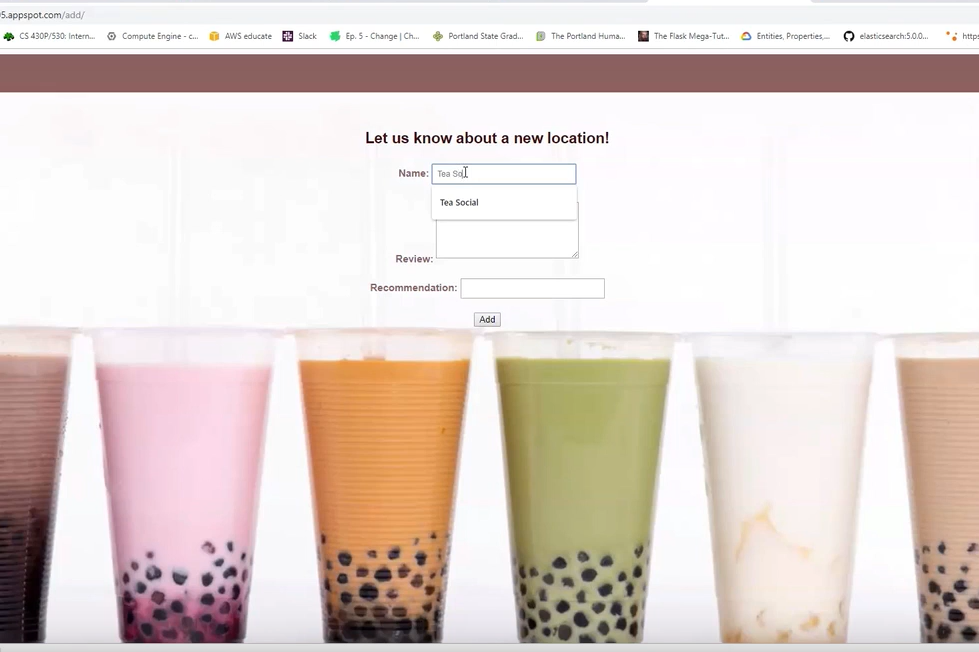 5.appspot.com/add/
CS 430P/530: Intern... Compute Engine - c... AWS educate Slack Ep. 5 - Change | Ch... Portland State Grad... The Portland Huma... The Flask Mega-Tut... Entities, Properties,... elasticsearch:5.0.0... https
Let us know about a new location!
Name: Tea So
Tea Social
Review:
Recommendation:
Add